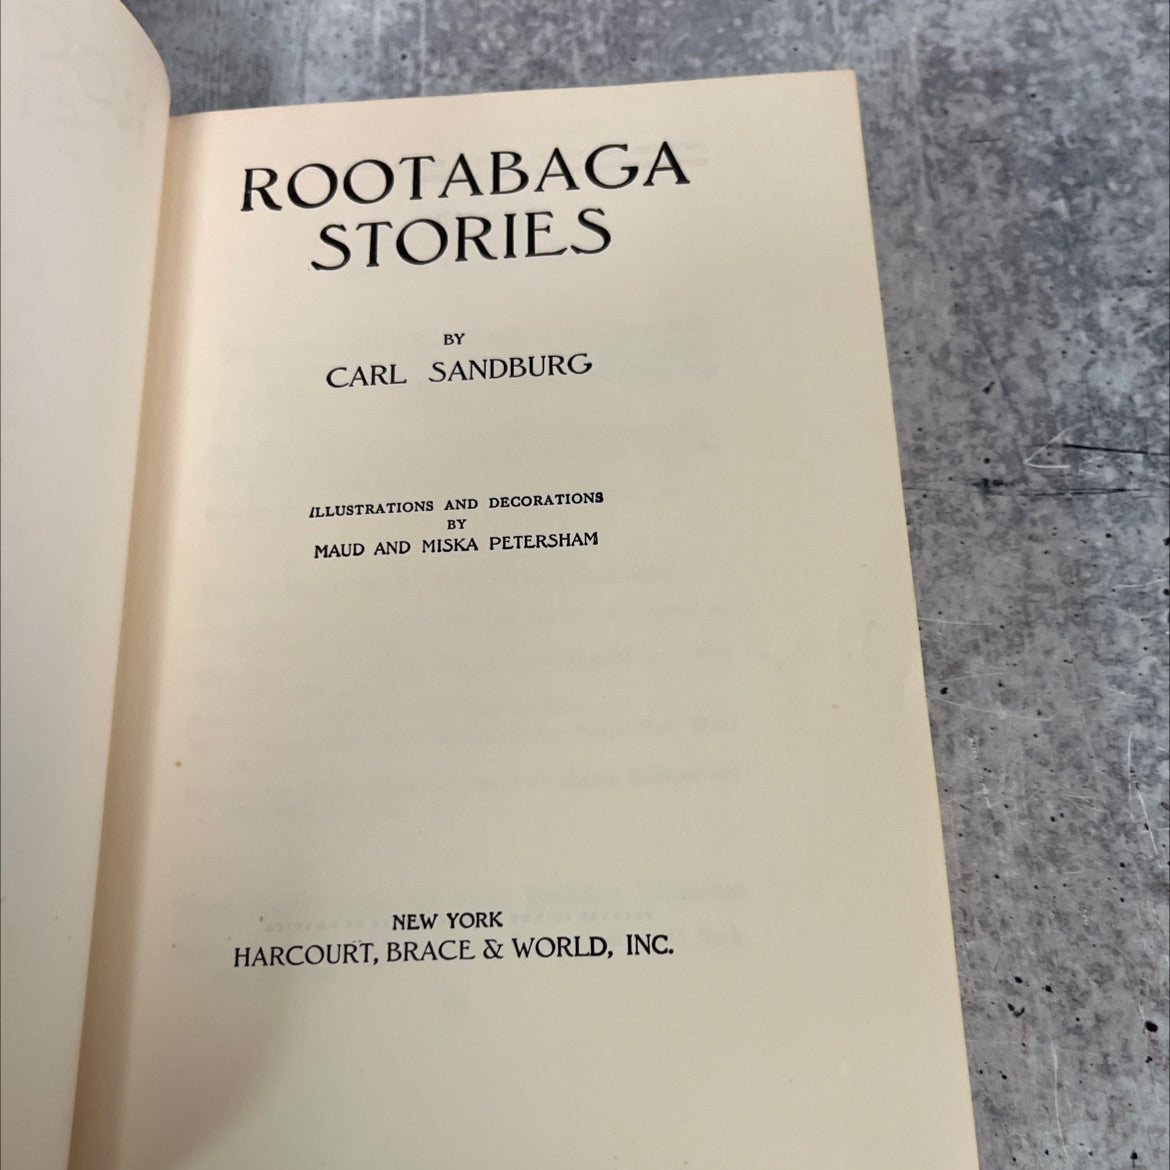 ROOTABAGA
STORIES
BY
CARL SANDBURG
ILLUSTRATIONS AND DECORATIONS
BY
MAUD AND MISKA PETERSHAM
NEW YORK
HARCOURT, BRACE & WORLD, INC.